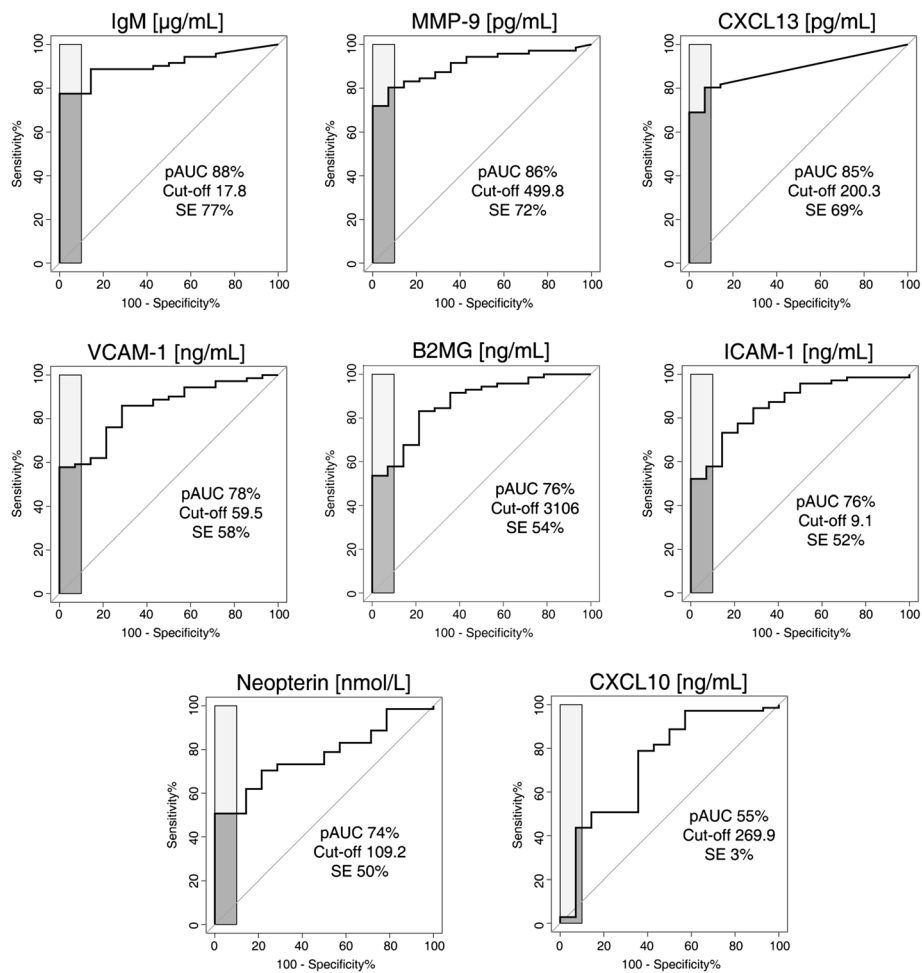 IgM [µg/mL]
MMP-9 [pg/mL]
CXCL13 [pg/mL]
Sensitivity%
0 20 40 60 80 100
pAUC 88%
Cut-off 17.8
SE 77%
0 20 40 60 80 100
100 - Specificity%
Sensitivity%
0 20 40 60 80 100
pAUC 86%
Cut-off 499.8
SE 72%
0 20 40 60 80 100
100 - Specificity%
Sensitivity%
0 20 40 60 80 100
pAUC 85%
Cut-off 200.3
SE 69%
0 20 40 60 80 100
100 - Specificity%
VCAM-1 [ng/mL]
B2MG [ng/mL]
ICAM-1 [ng/mL]
Sensitivity%
0 20 40 60 80 100
pAUC 78%
Cut-off 59.5
SE 58%
0 20 40 60 80 100
100 - Specificity%
Sensitivity%
0 20 40 60 80 100
pAUC 76%
Cut-off 3106
SE 54%
0 20 40 60 80 100
100 - Specificity%
Sensitivity%
0 20 40 60 80 100
pAUC 76%
Cut-off 9.1
SE 52%
0 20 40 60 80 100
100 - Specificity%
Neopterin [nmol/L]
CXCL10 [ng/mL]
Sensitivity%
0 20 40 60 80 100
pAUC 74%
Cut-off 109.2
SE 50%
0 20 40 60 80 100
100 - Specificity%
Sensitivity%
0 20 40 60 80 100
pAUC 55%
Cut-off 269.9
SE 3%
0 20 40 60 80 100
100 - Specificity%